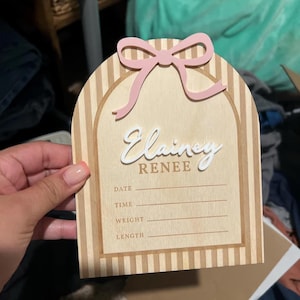 Elainey
RENEE
DATE
TIME
WEIGHT
LENGTH